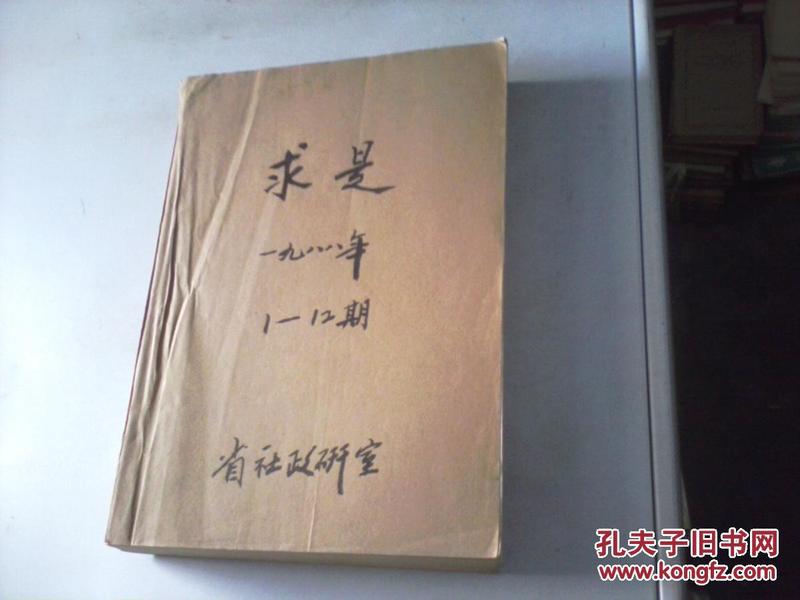 求是
一九八八年
1—12期
省社政研室
孔夫子旧书网
www.kongfz.com